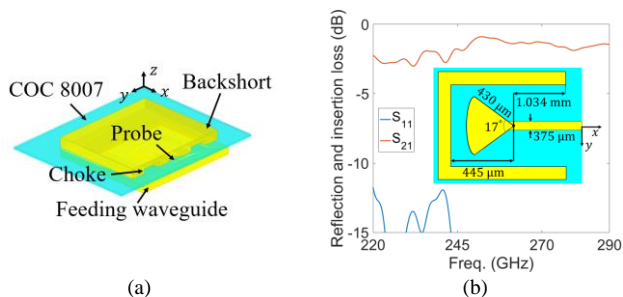 z
y
x
COC 8007
Backshort
Probe
Choke
Feeding waveguide
(a)
Reflection and insertion loss (dB)
0
-5
-10
-15
220
245
270
290
Freq. (GHz)
S11
S21
430 μm
1.034 mm
17°
375 μm
x
y
445 μm
(b)